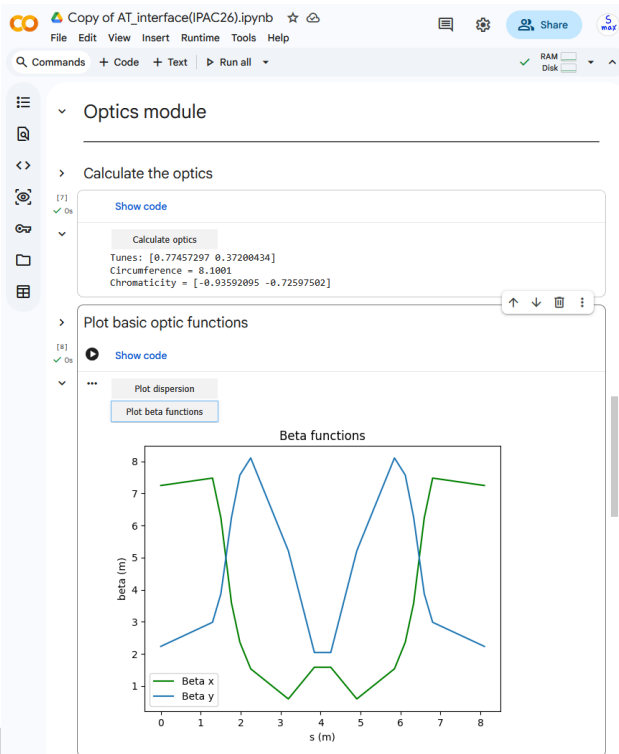 CO Copy of AT_interface(IPAC26).ipynb
File Edit View Insert Runtime Tools Help
Share
S
max
Commands + Code + Text Run all
RAM
Disk
Optics module
Calculate the optics
[7]
0s
Show code
Calculate optics
Tunes: [0.77457297 0.37200434]
Circumference = 8.1001
Chromaticity = [-0.93592095 -0.72597502]
Plot basic optic functions
[8]
0s
Show code
Plot dispersion
Plot beta functions
Beta functions
8
7
6
5
4
3
2
1
beta (m)
Beta x
Beta y
0 1 2 3 4 5 6 7 8
s (m)